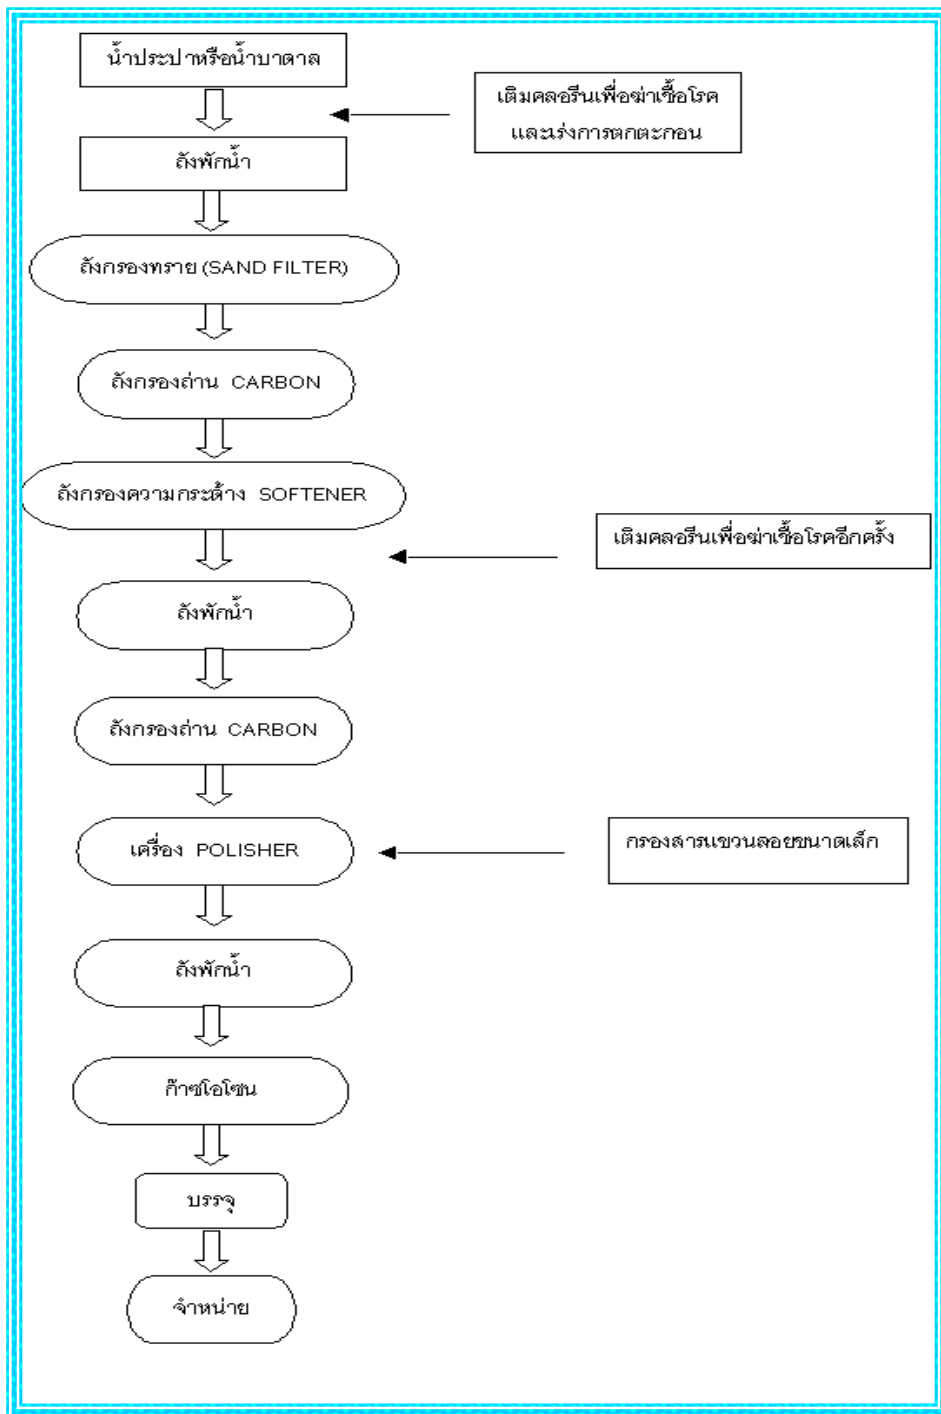 น้ำประปาหรือน้ำบาดาล
เติมคลอรีนเพื่อฆ่าเชื้อโรค
และเร่งการตกตะกอน
ถังพักน้ำ
ถังกรองทราย (SAND FILTER)
ถังกรองถ่าน CARBON
ถังกรองความกระด้าง SOFTENER
เติมคลอรีนเพื่อฆ่าเชื้อโรคอีกครั้ง
ถังพักน้ำ
ถังกรองถ่าน CARBON
เครื่อง POLISHER
กรองสารแขวนลอยขนาดเล็ก
ถังพักน้ำ
ก๊าซโอโซน
บรรจุ
จำหน่าย